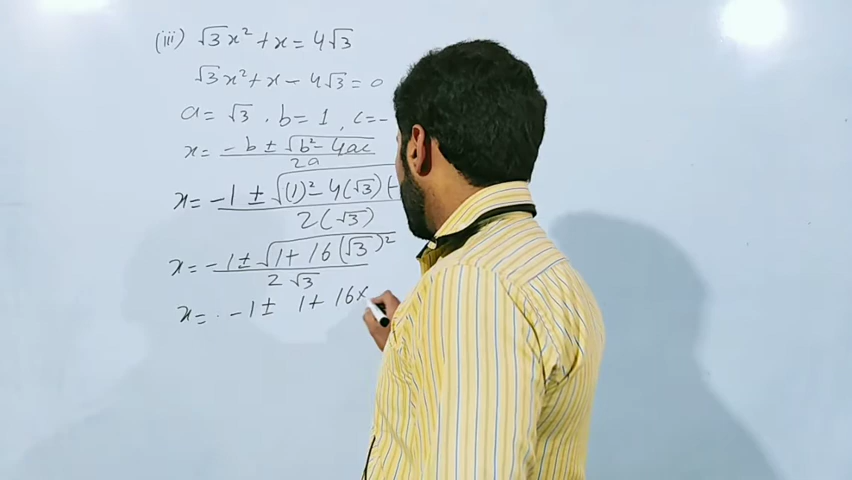 (iii) √3x² + x = 4√3
√3x² + x - 4√3 = 0
a = √3 . b = 1 , c = -
x = -b ± √b² - 4ac / 2a
x = -1 ± √(1)² - 4(√3)(- / 2(√3)
x = -1 ± √1 + 16(√3)² / 2√3
x = . -1 ± 1 + 16×